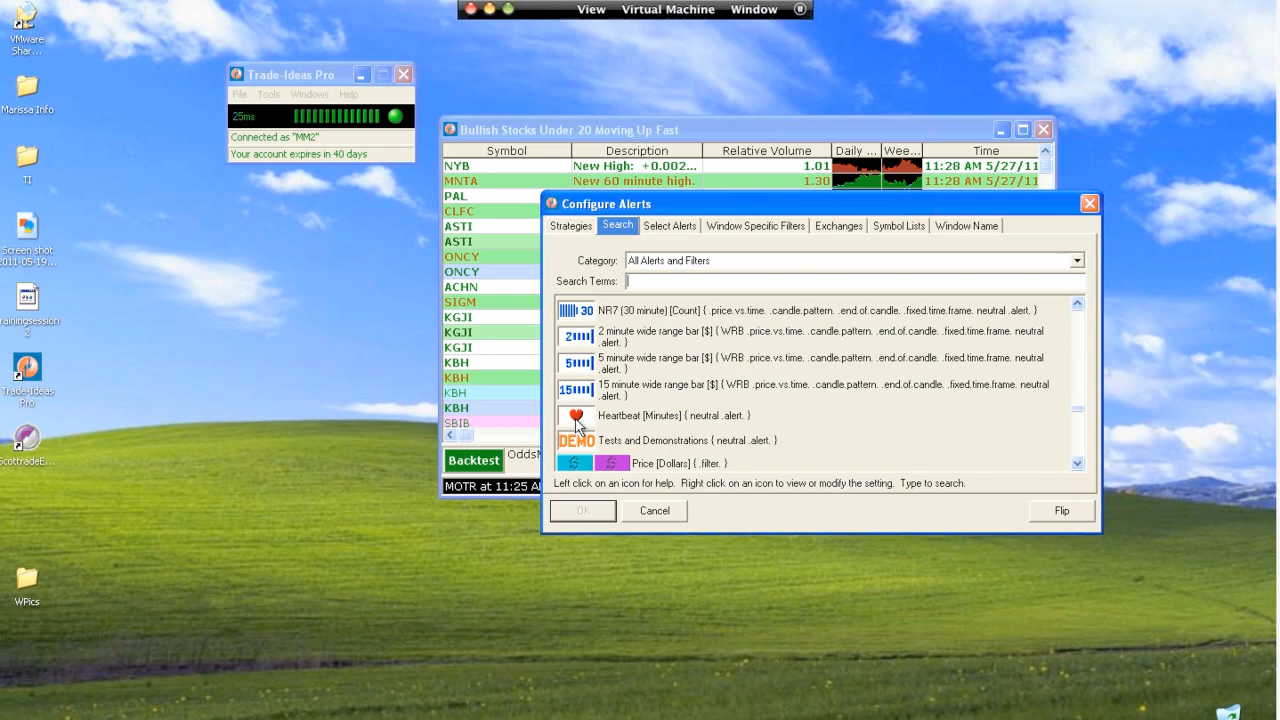 View Virtual Machine Window
VMware
Shar...
Marissa Info
TI
Screen shot
2011-05-19...
rainingsession
2
Trade-Ideas
Pro
ScottradeE...
WPics
Trade-Ideas Pro
File Tools Windows Help
25ms
Connected as "MM2"
Your account expires in 40 days
Bullish Stocks Under 20 Moving Up Fast
Symbol Description Relative Volume Daily ... Wee... Time
NYB New High: +0.002... 1.01 11:28 AM 5/27/11
MNTA New 60 minute high. 1.30 11:28 AM 5/27/11
PAL
CLFC
ASTI
ASTI
ONCY
ONCY
ACHN
SIGM
KGJI
KGJI
KGJI
KBH
KBH
KBH
KBH
SBIB
Backtest OddsM
MOTR at 11:25 A
Configure Alerts
Strategies Search Select Alerts Window Specific Filters Exchanges Symbol Lists Window Name
Category: All Alerts and Filters
Search Terms:
30 NR7 (30 minute) [Count] { .price.vs.time. .candle.pattern. .end.of.candle. .fixed.time.frame. neutral .alert. }
2 2 minute wide range bar [$] { WRB .price.vs.time. .candle.pattern. .end.of.candle. .fixed.time.frame. neutral
.alert. }
5 5 minute wide range bar [$] { WRB .price.vs.time. .candle.pattern. .end.of.candle. .fixed.time.frame. neutral
.alert. }
15 15 minute wide range bar [$] { WRB .price.vs.time. .candle.pattern. .end.of.candle. .fixed.time.frame. neutral
.alert. }
Heartbeat [Minutes] { neutral .alert. }
DEMO Tests and Demonstrations { neutral .alert. }
$ $ Price [Dollars] { .filter. }
Left click on an icon for help. Right click on an icon to view or modify the setting. Type to search.
OK Cancel Flip